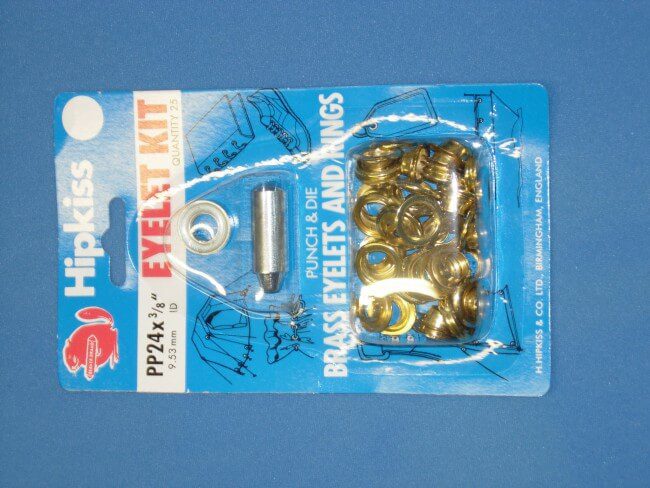 Hipkiss
EYELET KIT
QUANTITY 25
PP24x 3/8"
9·53 mm ID
PUNCH & DIE
BRASS EYELETS AND RINGS
H.HIPKISS & CO. LTD., BIRMINGHAM, ENGLAND